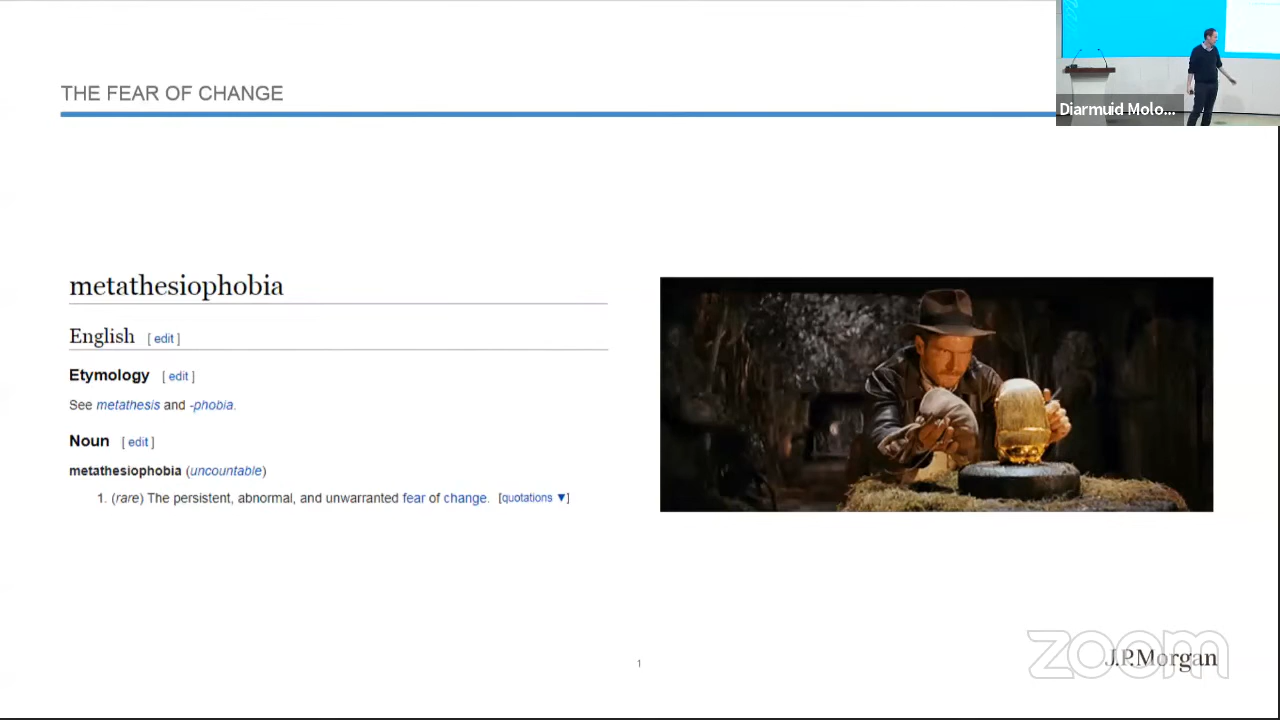 THE FEAR OF CHANGE
Diarmuid Molo...
metathesiophobia
English [ edit ]
Etymology [ edit ]
See metathesis and -phobia.
Noun [ edit ]
metathesiophobia (uncountable)
1. (rare) The persistent, abnormal, and unwarranted fear of change. [quotations ▼]
1
zoom
J.P.Morgan